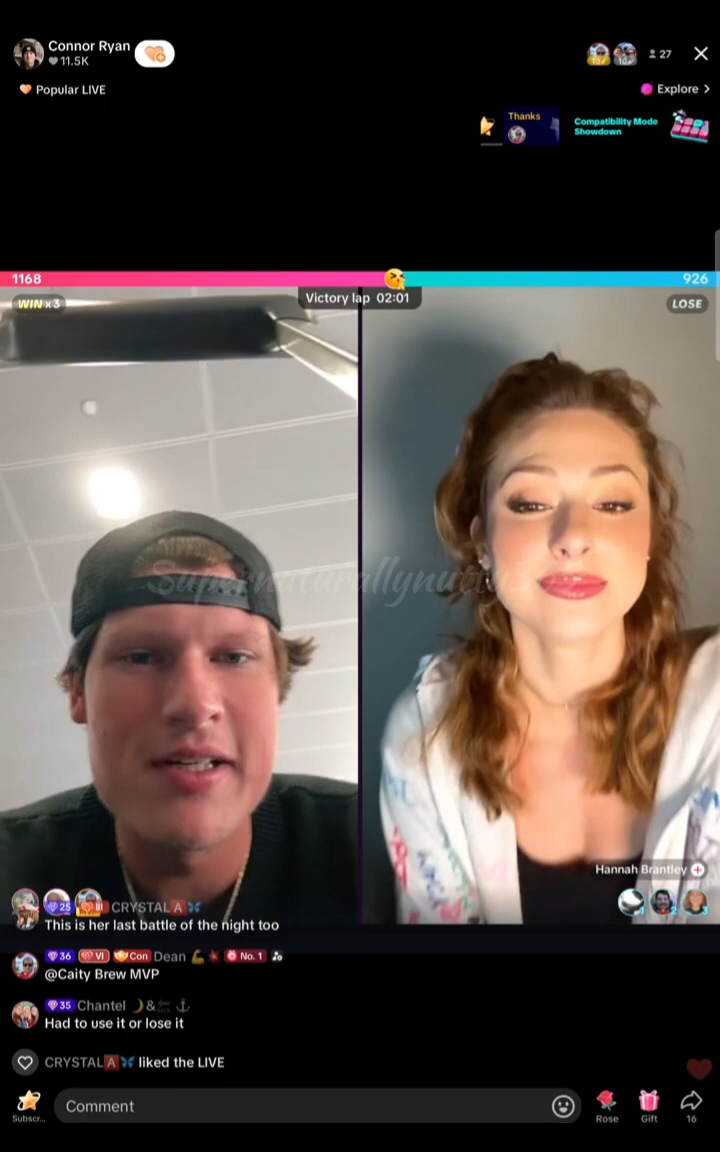 Connor Ryan
11.5K
27
Popular LIVE
Explore >
Thanks
Compatibility Mode
Showdown
1168
926
WIN x3
Victory lap 02:01
LOSE
Supernaturallynutty
Hannah Brantley
25 III CRYSTAL🅰️🦋
This is her last battle of the night too
36 VI Con Dean 💪💥 No. 1
@Caity Brew MVP
35 Chantel 🌙&🔙⚓
Had to use it or lose it
CRYSTAL🅰️🦋 liked the LIVE
Subscr...
Comment
Rose
Gift
16